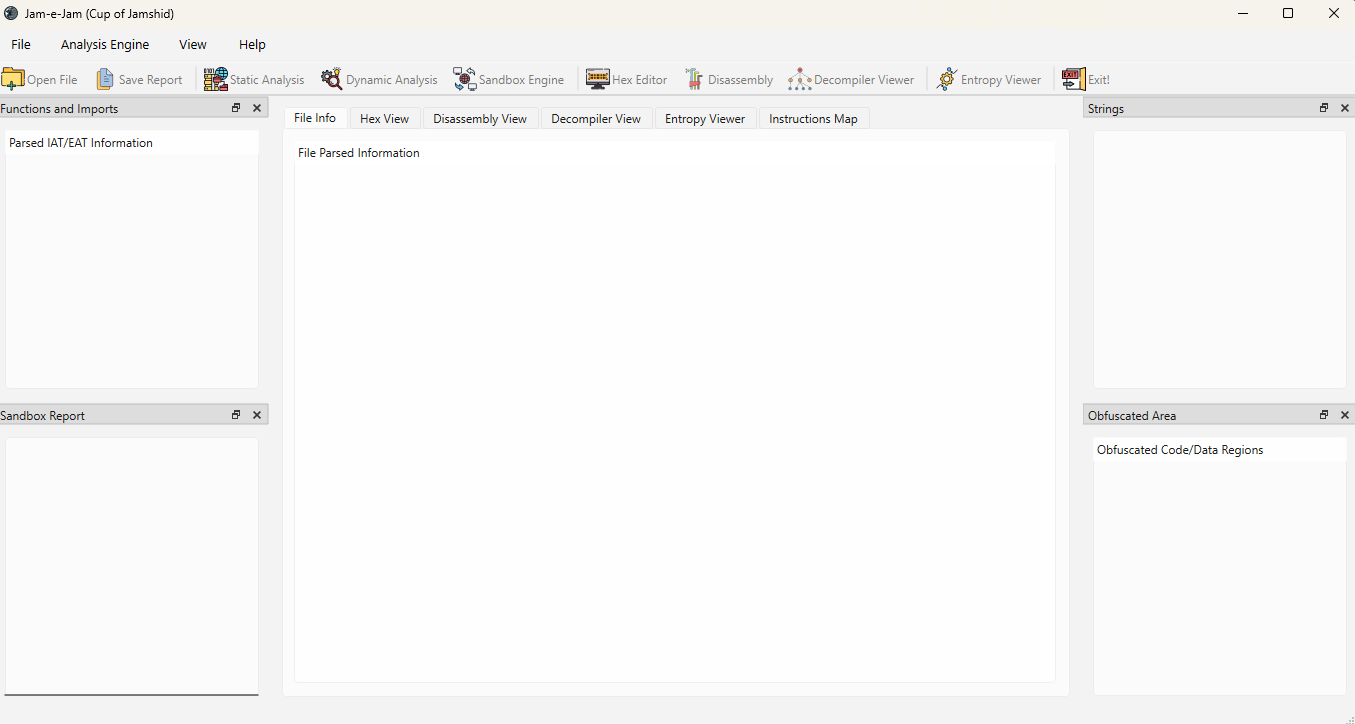 Jam-e-Jam (Cup of Jamshid)
File Analysis Engine View Help
Open File Save Report Static Analysis Dynamic Analysis Sandbox Engine Hex Editor Disassembly Decompiler Viewer Entropy Viewer Exit!
Functions and Imports
Parsed IAT/EAT Information
Sandbox Report
File Info Hex View Disassembly View Decompiler View Entropy Viewer Instructions Map
File Parsed Information
Strings
Obfuscated Area
Obfuscated Code/Data Regions